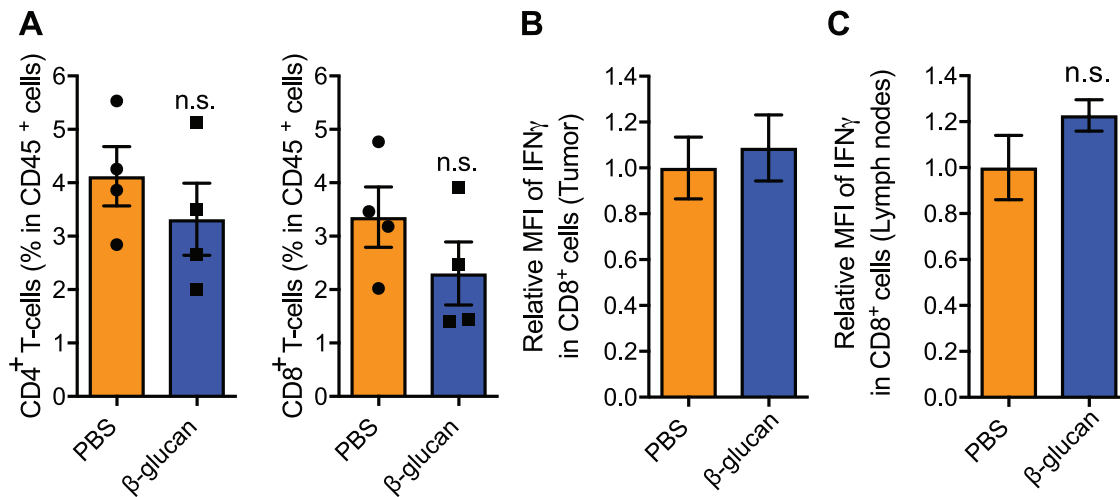 A
CD4+ T-cells (% in CD45 + cells)
6
5
4
3
2
1
0
n.s.
PBS
β-glucan
CD8+ T-cells (% in CD45 + cells)
6
5
4
3
2
1
0
n.s.
PBS
β-glucan
B
Relative MFI of IFNγ
in CD8+ cells (Tumor)
1.4
1.2
1.0
0.8
0.6
0.4
0.2
0.0
PBS
β-glucan
C
Relative MFI of IFNγ
in CD8+ cells (Lymph nodes)
1.4
1.2
1.0
0.8
0.6
0.4
0.2
0.0
n.s.
PBS
β-glucan